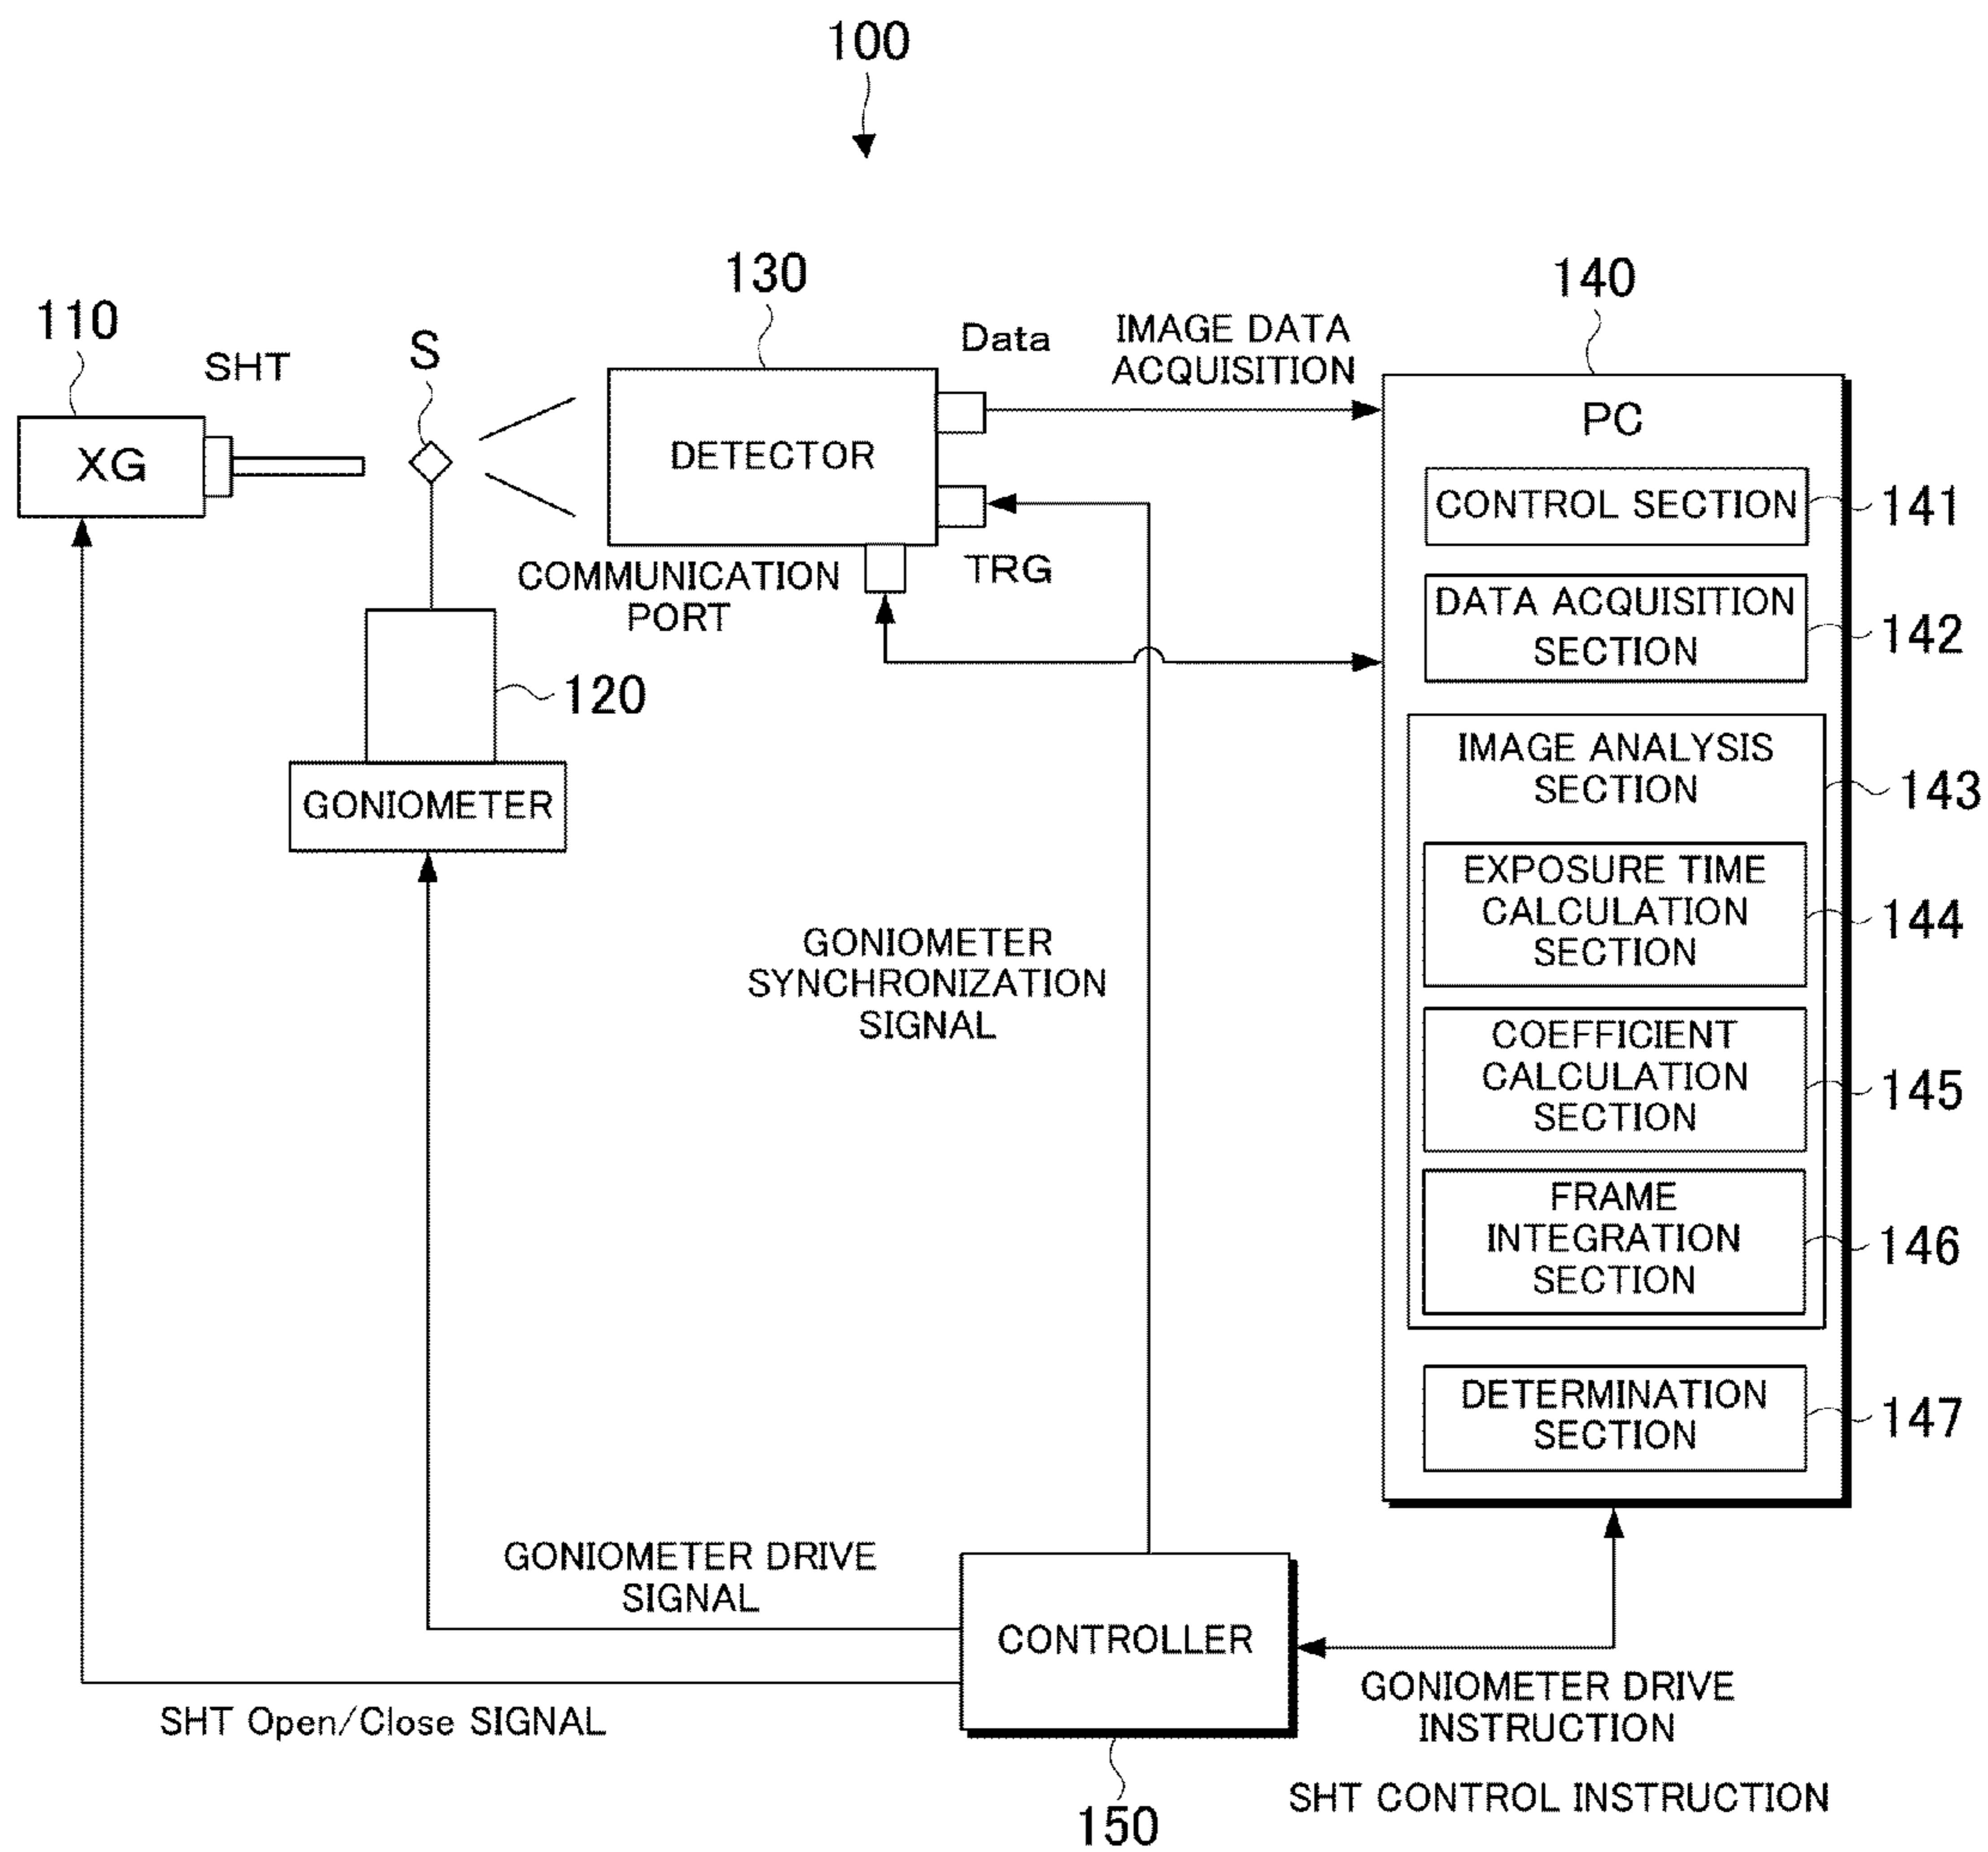 100
110
SHT
XG
S
130
DETECTOR
Data
IMAGE DATA
ACQUISITION
TRG
COMMUNICATION
PORT
120
GONIOMETER
140
PC
CONTROL SECTION
141
DATA ACQUISITION
SECTION
142
IMAGE ANALYSIS
SECTION
143
EXPOSURE TIME
CALCULATION
SECTION
144
COEFFICIENT
CALCULATION
SECTION
145
FRAME
INTEGRATION
SECTION
146
DETERMINATION
SECTION
147
GONIOMETER
SYNCHRONIZATION
SIGNAL
GONIOMETER DRIVE
SIGNAL
SHT Open/Close SIGNAL
CONTROLLER
150
GONIOMETER DRIVE
INSTRUCTION
SHT CONTROL INSTRUCTION